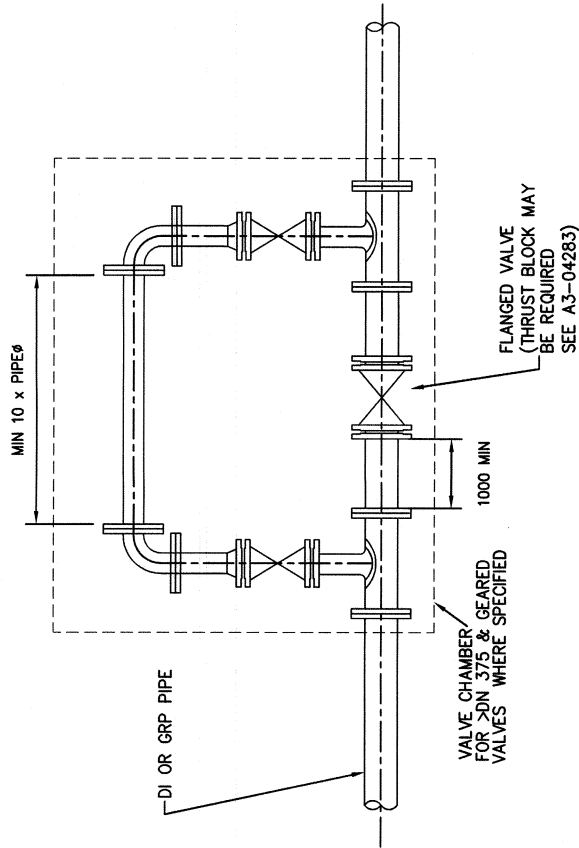 MIN 10 x PIPEø
DI OR GRP PIPE
1000 MIN
FLANGED VALVE
(THRUST BLOCK MAY
BE REQUIRED
SEE A3-04283)
VALVE CHAMBER
FOR >DN 375 & GEARED
VALVES WHERE SPECIFIED